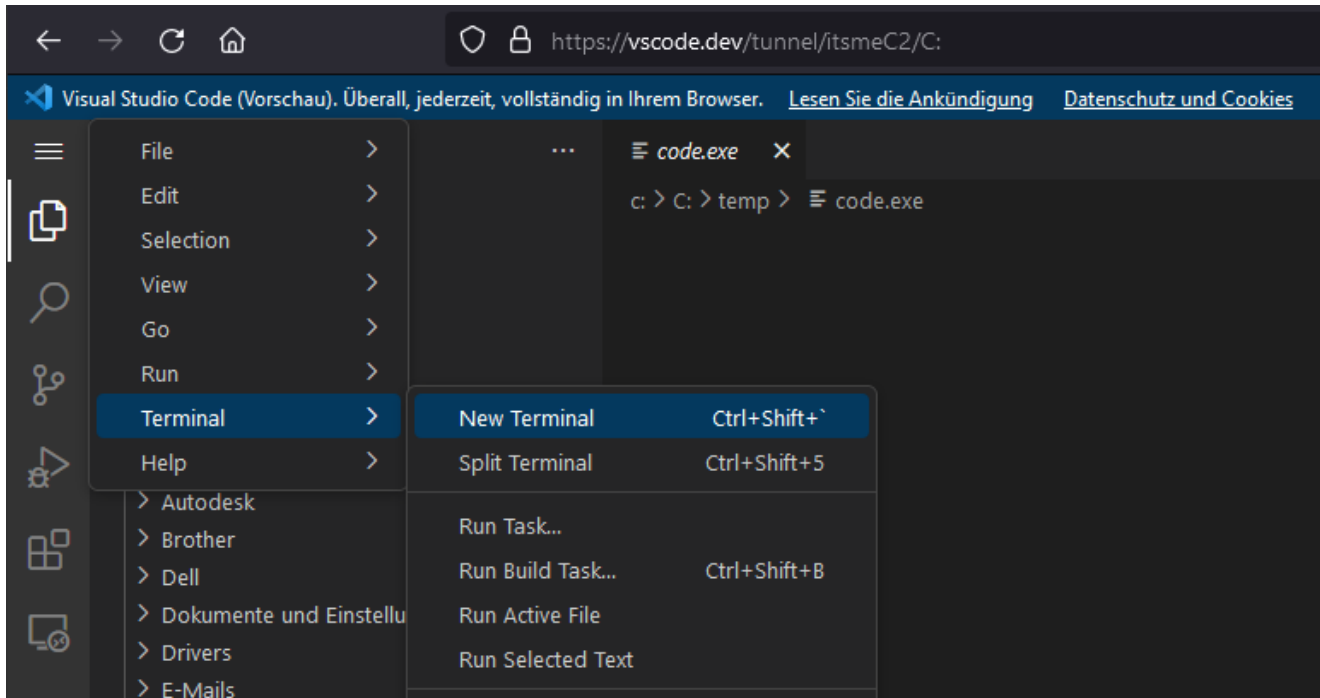 https://vscode.dev/tunnel/itsmeC2/C:
Visual Studio Code (Vorschau). Überall, jederzeit, vollständig in Ihrem Browser. Lesen Sie die Ankündigung Datenschutz und Cookies
File
Edit
Selection
View
Go
Run
Terminal
Help
code.exe
c: > C: > temp > code.exe
New Terminal Ctrl+Shift+`
Split Terminal Ctrl+Shift+5
Run Task...
Run Build Task... Ctrl+Shift+B
Run Active File
Run Selected Text
Autodesk
Brother
Dell
Dokumente und Einstellu
Drivers
E-Mails